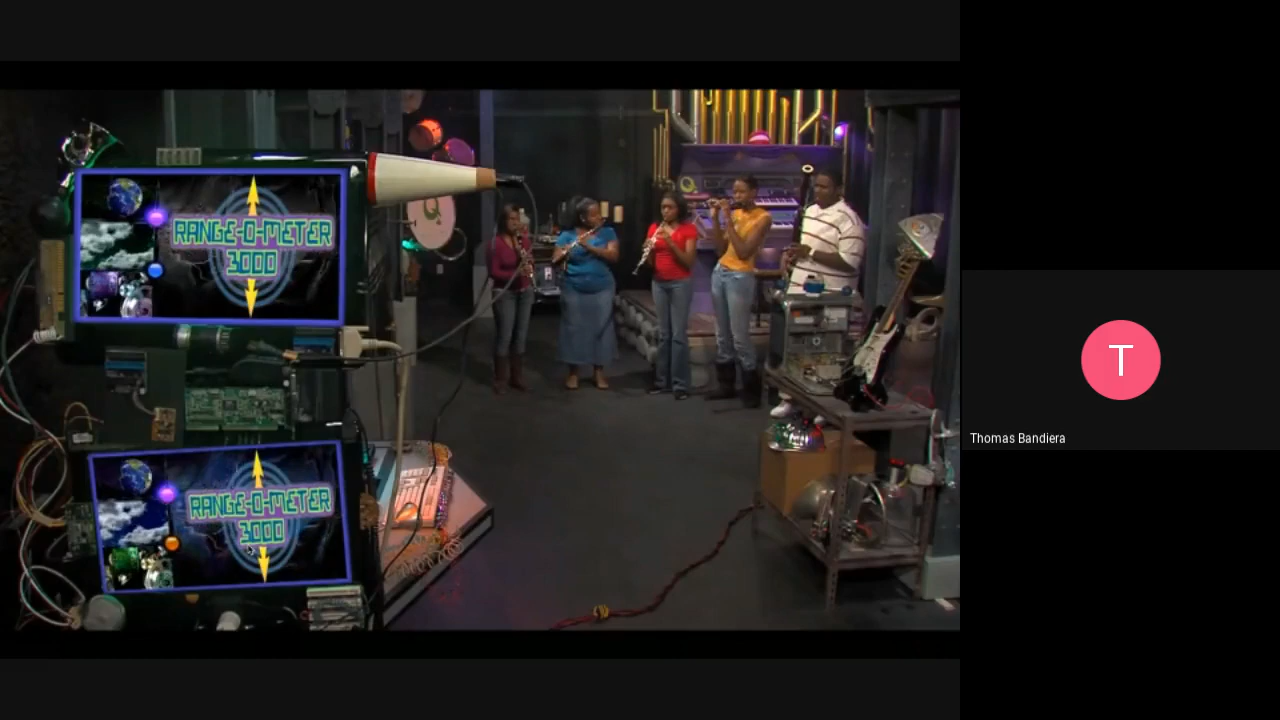 RANGE-O-METER
3000
Q
RANGE-O-METER
3000
T
Thomas Bandiera